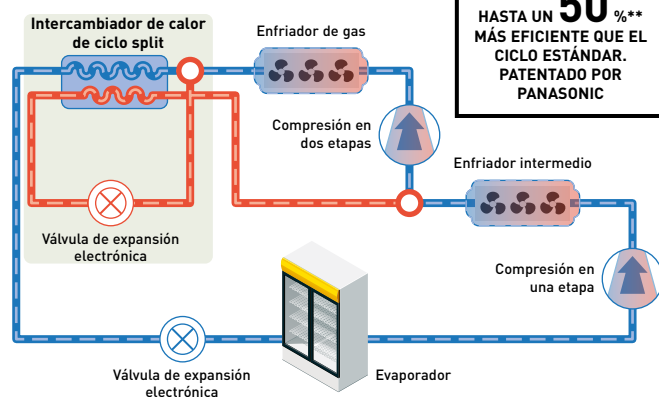 Intercambiador de calor
de ciclo split
Enfriador de gas
HASTA UN 50 %**
MÁS EFICIENTE QUE EL
CICLO ESTÁNDAR.
PATENTADO POR
PANASONIC
Compresión en
dos etapas
Enfriador intermedio
Válvula de expansión
electrónica
Compresión en
una etapa
Válvula de expansión
electrónica
Evaporador